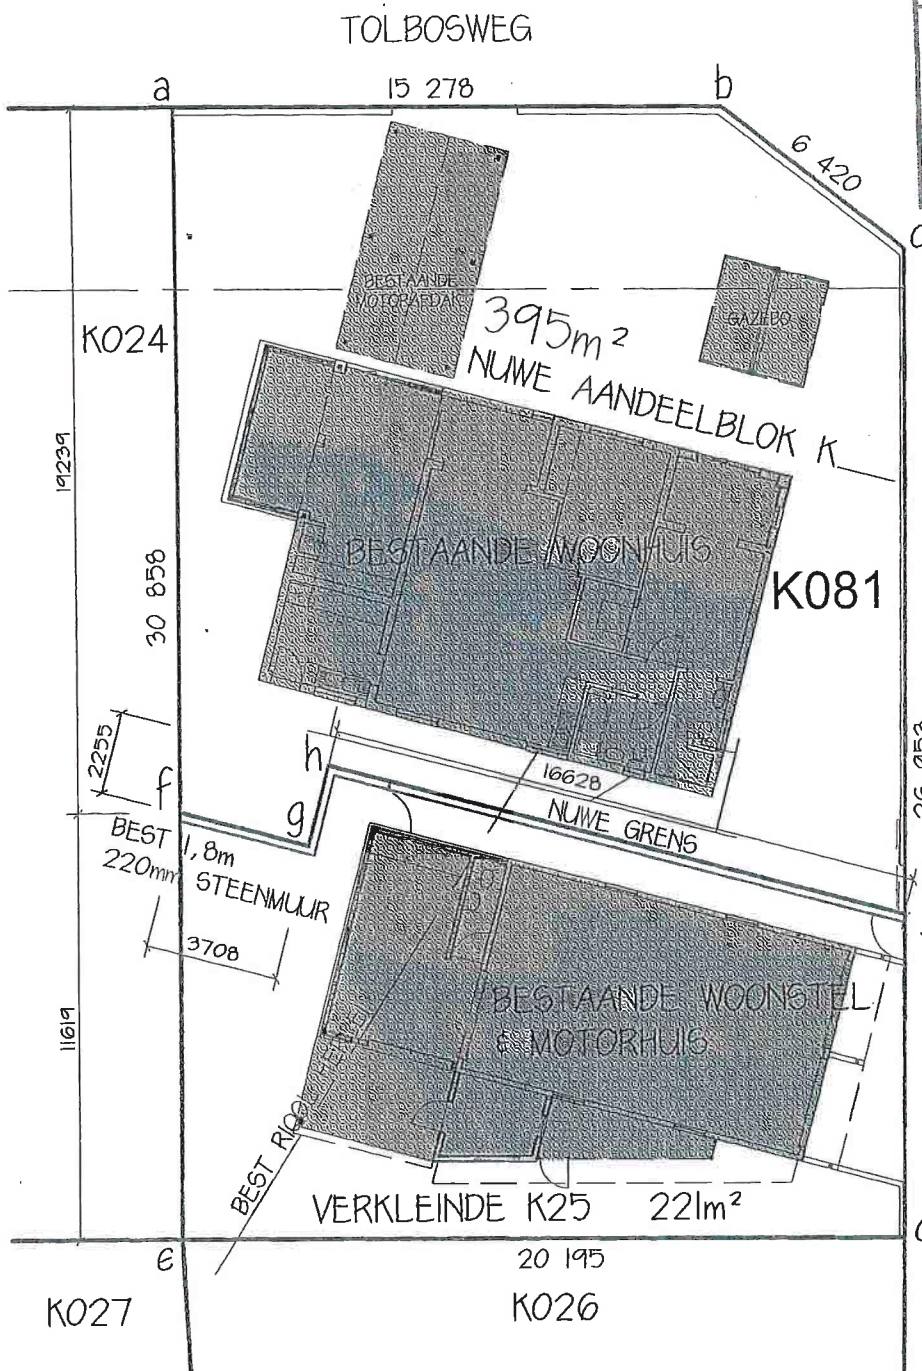 TOLBOSWEG
a
15 278
b
6 420
BESTAANDE
MOTORAFDAK
GAZEBO
K024
395m²
NUWE AANDEELBLOK K
19239
BESTAANDE WOONHUIS
K081
30 858
2255
f
h
g
16628
NUWE GRENS
BEST 1,8m
220mm STEENMUUR
3708
BESTAANDE WOONSTEL
& MOTORHUIS
11619
VERKLEINDE K25 221m²
e
20 195
K027
K026